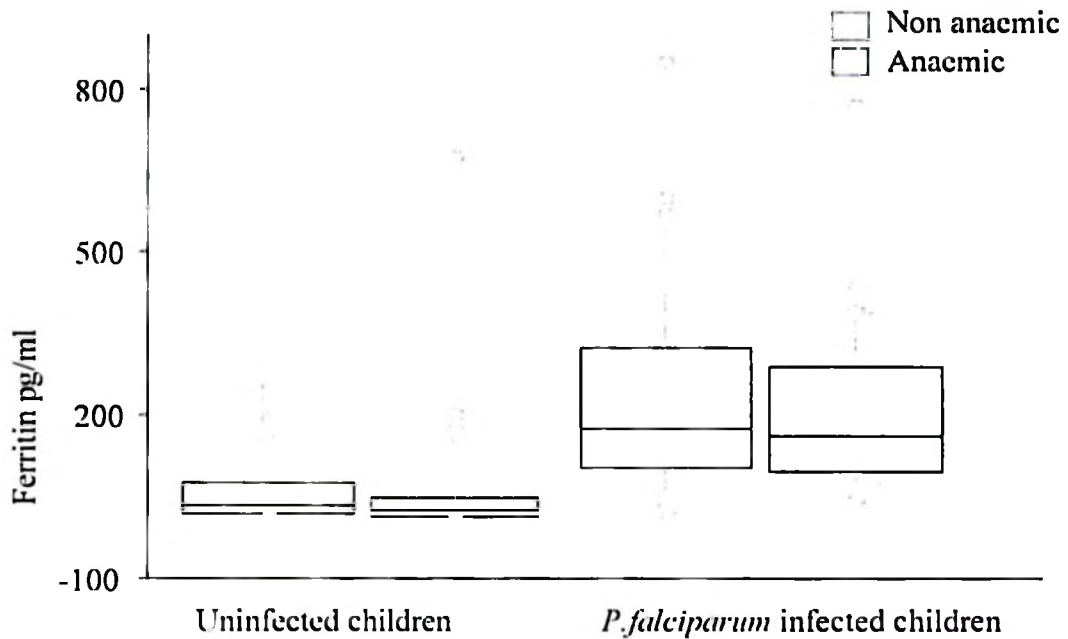 Non anaemic
Anaemic
800
500
200
-100
Ferritin pg/ml
Uninfected children
P.falciparum infected children